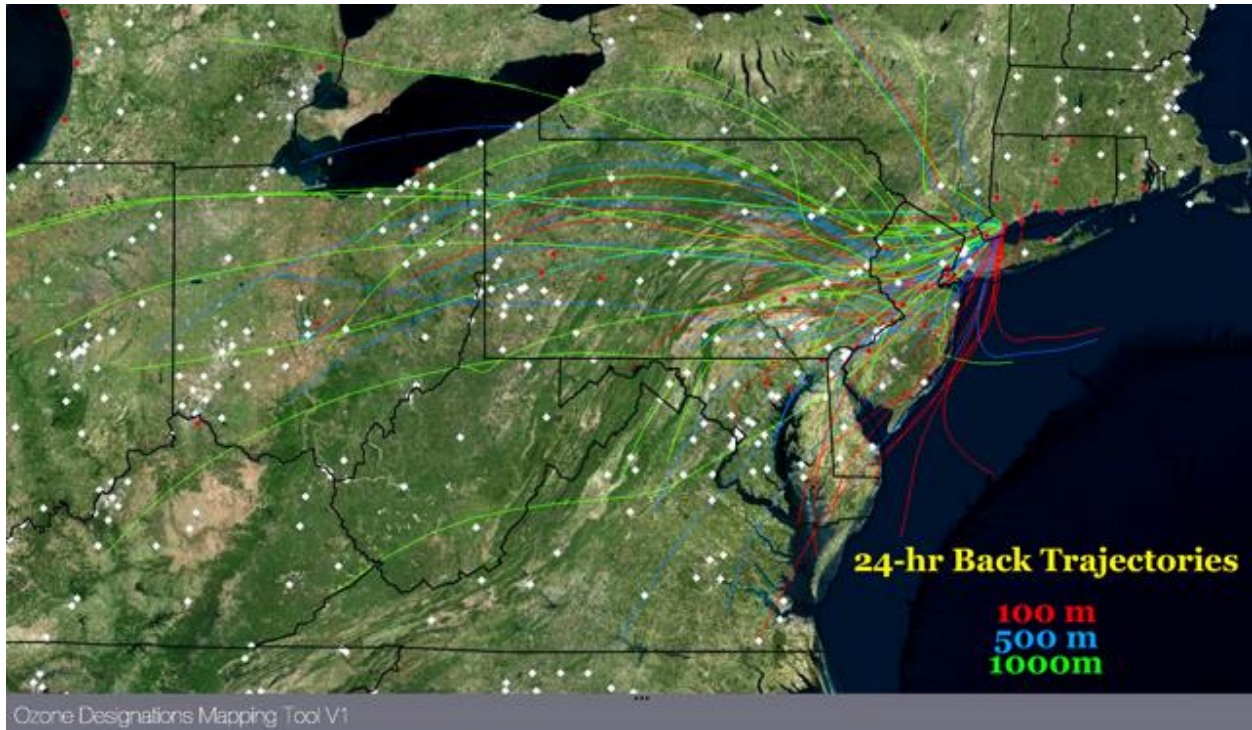 24-hr Back Trajectories
100 m
500 m
1000m
Ozone Designations Mapping Tool V1